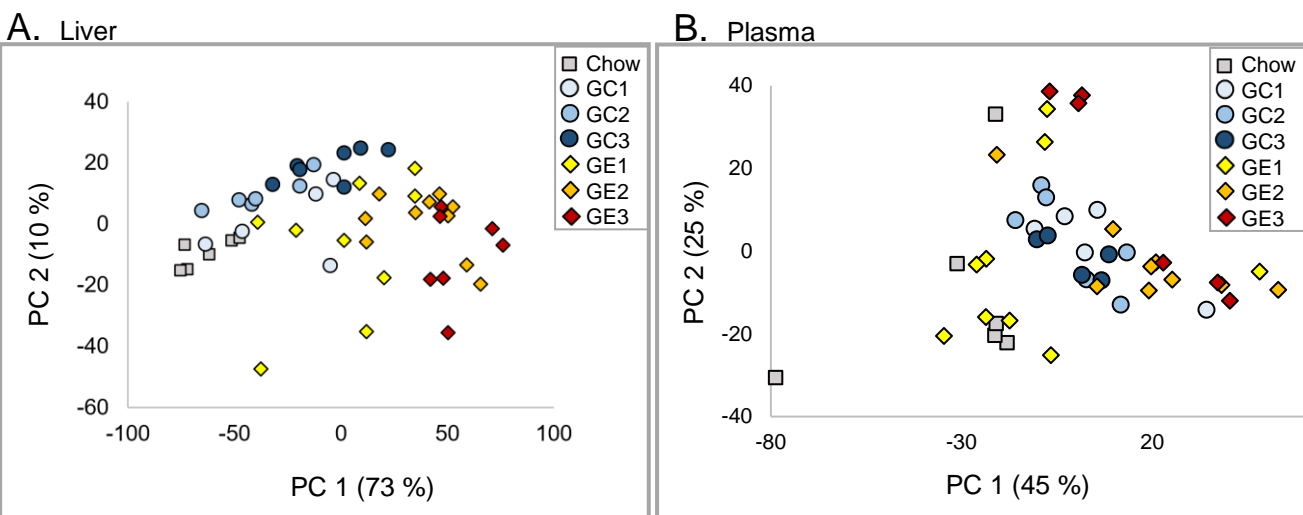 A. Liver
Chow
GC1
GC2
GC3
GE1
GE2
GE3
40
20
0
-20
-40
-60
-100
-50
0
50
100
PC 2 (10 %)
PC 1 (73 %)
B. Plasma
Chow
GC1
GC2
GC3
GE1
GE2
GE3
40
20
0
-20
-40
-80
-30
20
PC 2 (25 %)
PC 1 (45 %)